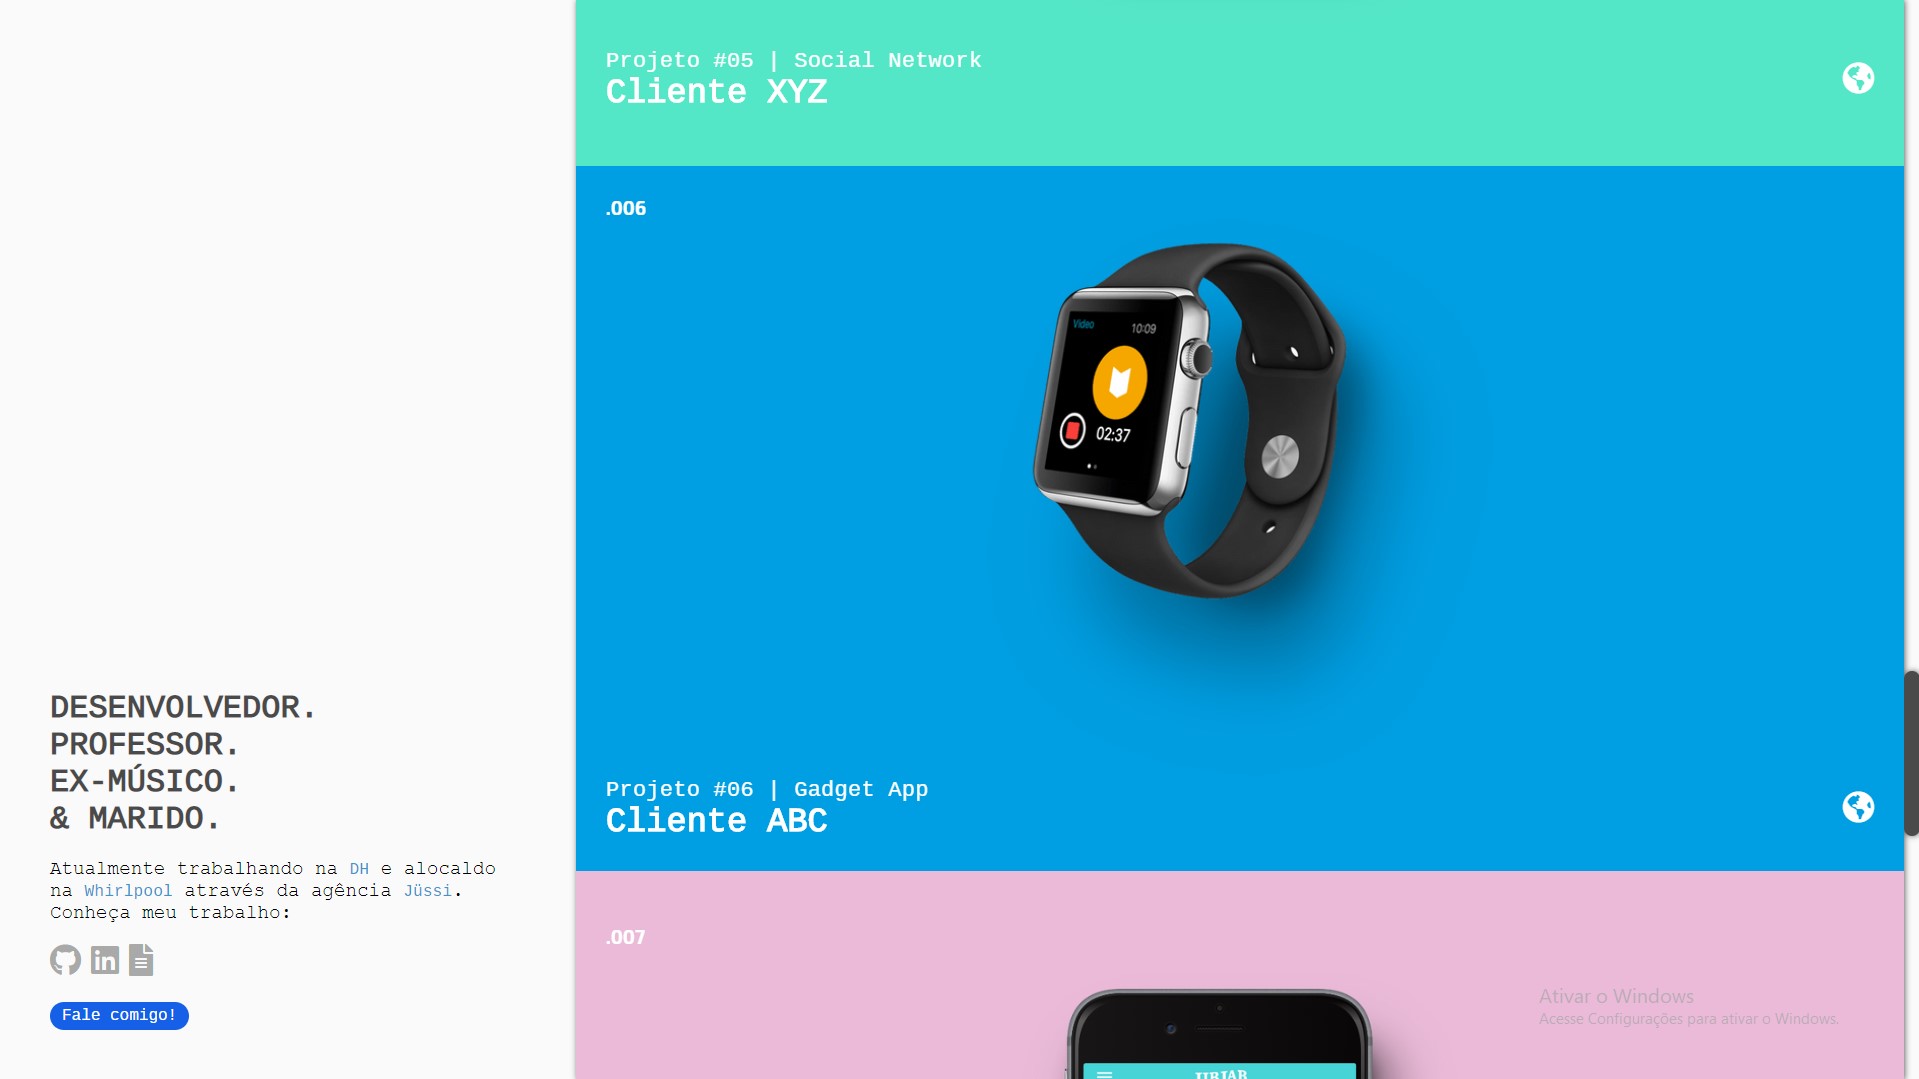 Projeto #05 | Social Network
Cliente XYZ
.006
Video 10:09
02:37
Projeto #06 | Gadget App
Cliente ABC
.007
DESENVOLVEDOR.
PROFESSOR.
EX-MÚSICO.
& MARIDO.
Atualmente trabalhando na DH e alocaldo
na Whirlpool através da agência Jüssi.
Conheça meu trabalho:
in
Fale comigo!
Ativar o Windows
Acesse Configurações para ativar o Windows.